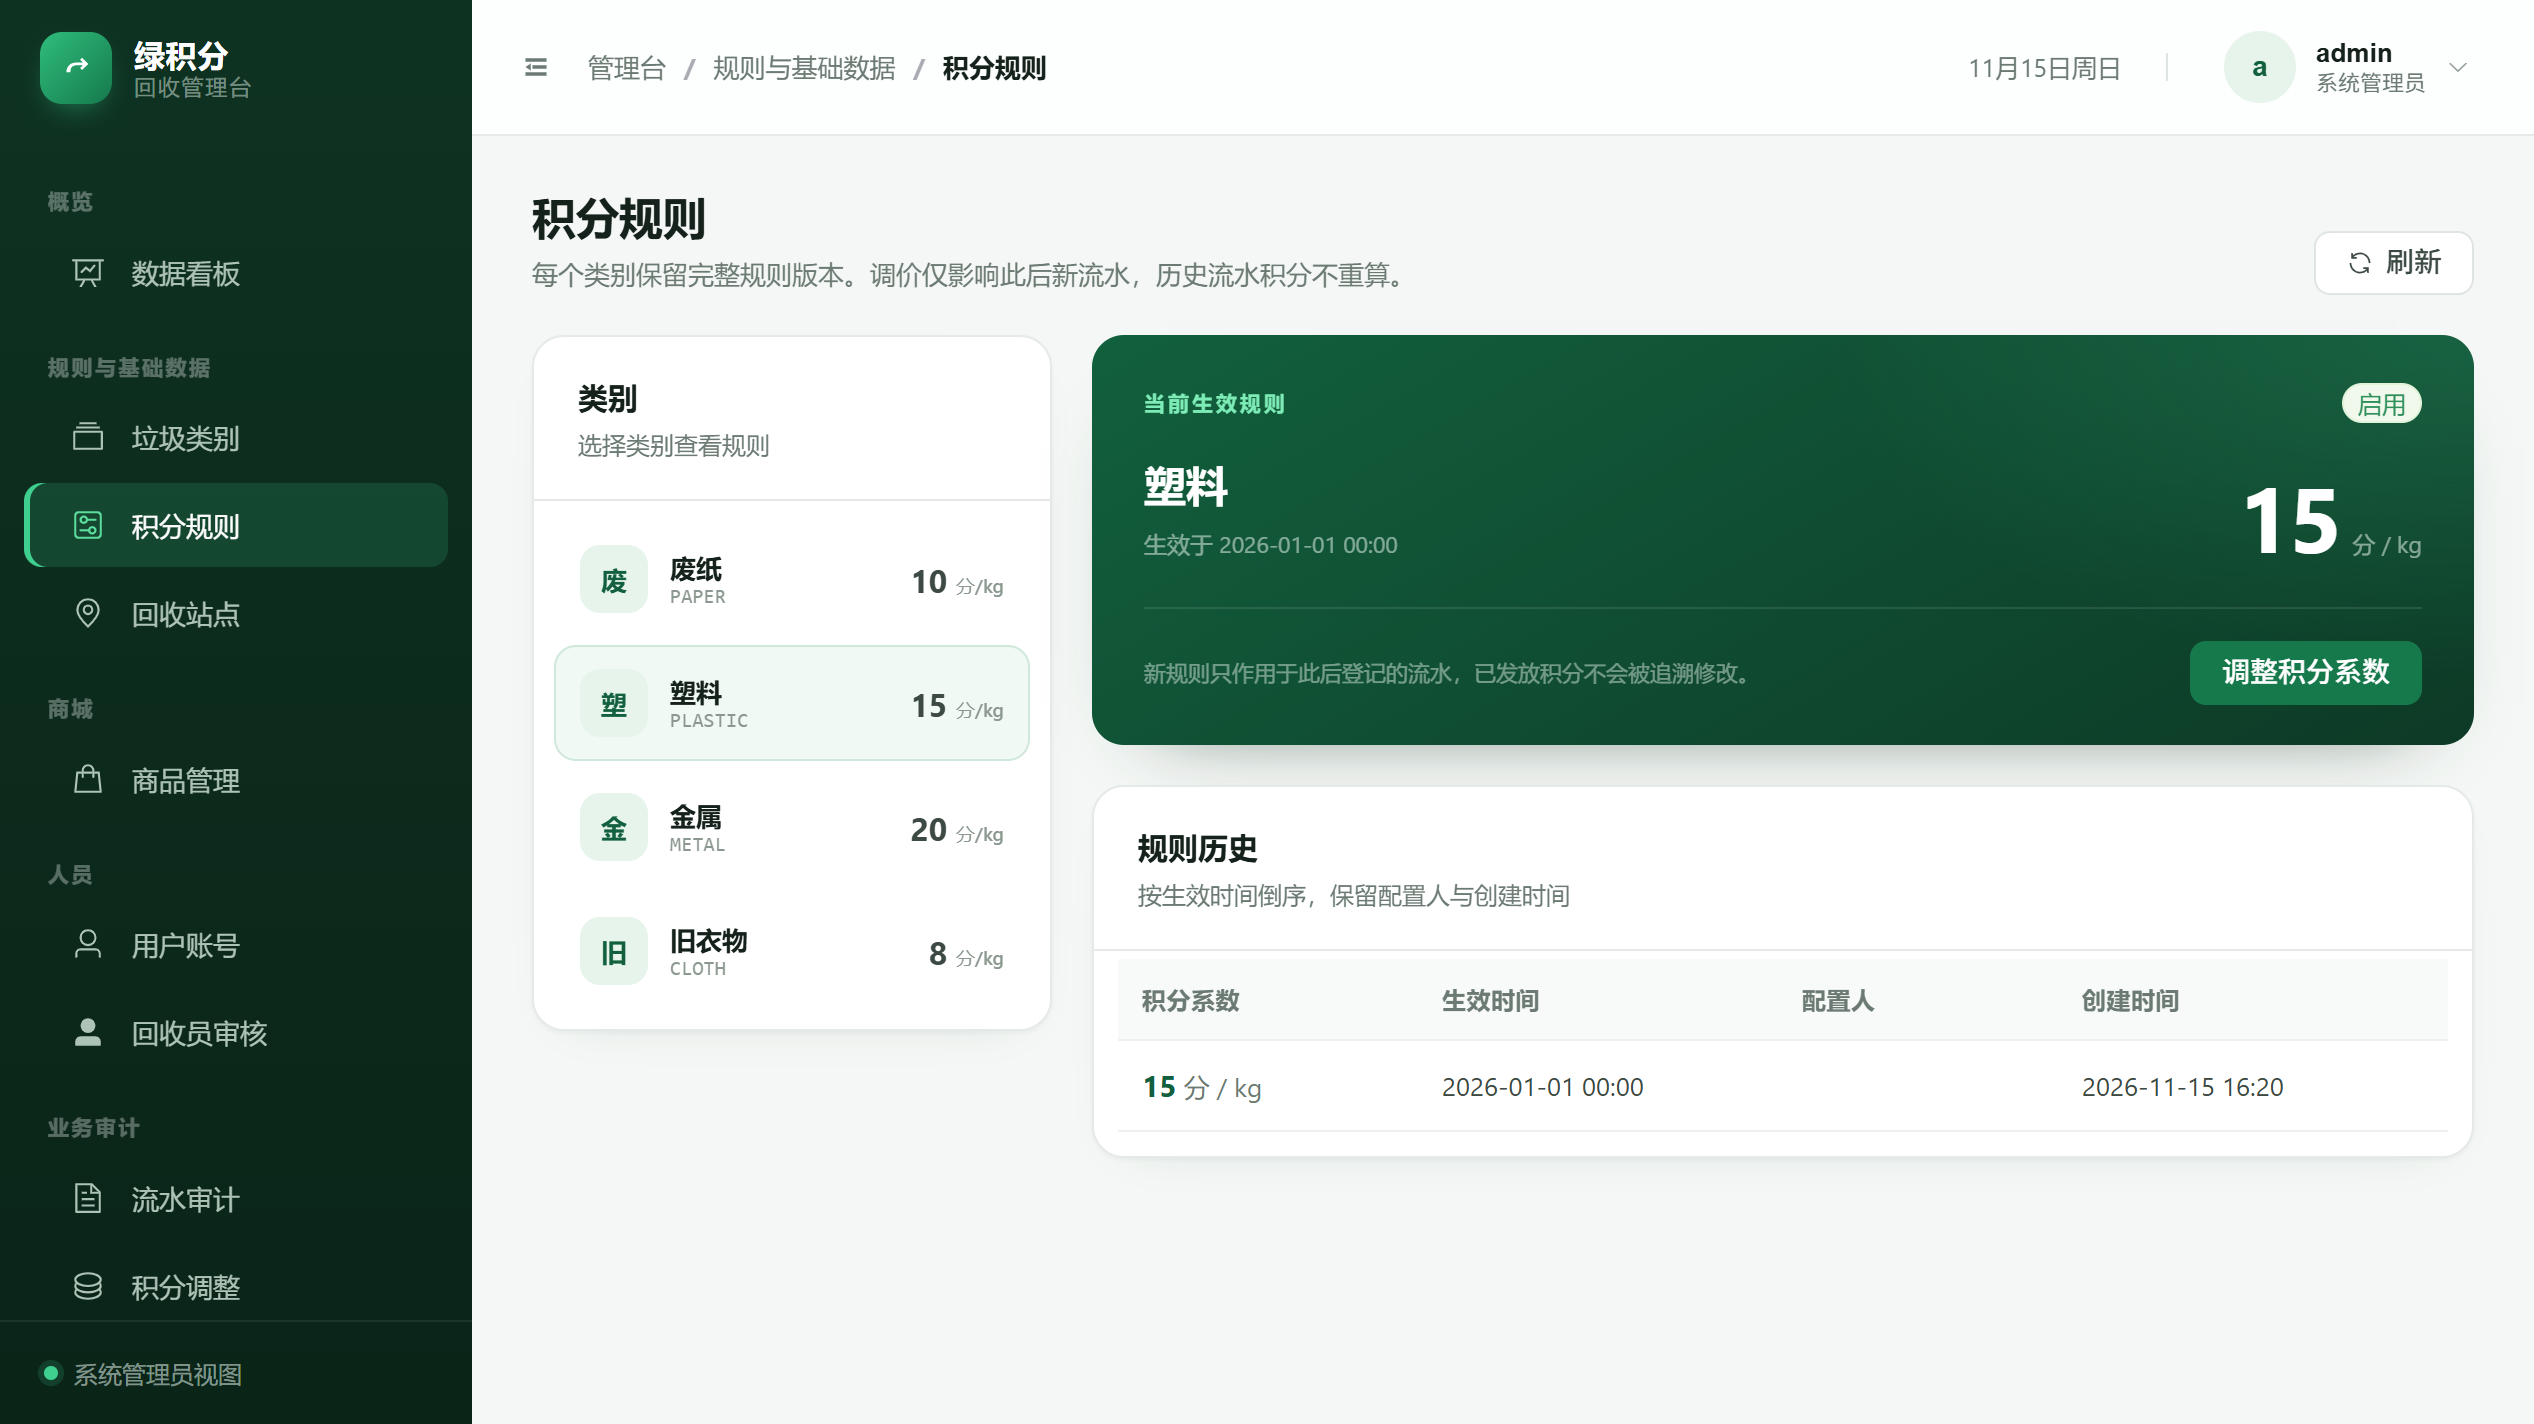 绿积分
回收管理台
概览
数据看板
规则与基础数据
垃圾类别
积分规则
回收站点
商城
商品管理
人员
用户账号
回收员审核
业务审计
流水审计
积分调整
系统管理员视图
管理台 / 规则与基础数据 / 积分规则
11月15日周日
a
admin
系统管理员
积分规则
每个类别保留完整规则版本。调价仅影响此后新流水，历史流水积分不重算。
刷新
类别
选择类别查看规则
废
废纸
PAPER
10 分/kg
塑
塑料
PLASTIC
15 分/kg
金
金属
METAL
20 分/kg
旧
旧衣物
CLOTH
8 分/kg
当前生效规则
启用
塑料
生效于 2026-01-01 00:00
15 分 / kg
新规则只作用于此后登记的流水，已发放积分不会被追溯修改。
调整积分系数
规则历史
按生效时间倒序，保留配置人与创建时间
积分系数 生效时间 配置人 创建时间
15 分 / kg 2026-01-01 00:00 2026-11-15 16:20